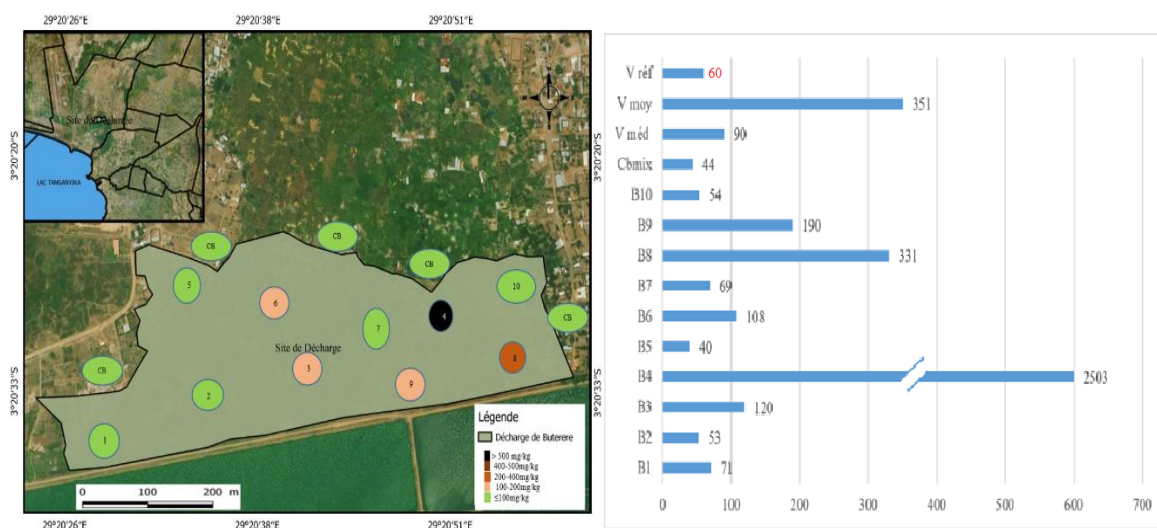 29°20'26"E 29°20'38"E 29°20'51"E
3°20'20"S
3°20'33"S
Site de Décharge
LAC TANGANYIKA
N
CB
CB
CB
CB
CB
5
6
7
4
10
8
3
9
2
1
Site de Décharge
Légende
Décharge de Buterere
> 500 mg/kg
400-500mg/kg
200-400mg/kg
100-200mg/kg
≤100mg/kg
0 100 200 m
3°20'20"S
3°20'33"S
29°20'26"E 29°20'38"E 29°20'51"E
V réf 60
V moy 351
V méd 90
Cbmix 44
B10 54
B9 190
B8 331
B7 69
B6 108
B5 40
B4 2503
B3 120
B2 53
B1 71
0 100 200 300 400 500 600 700